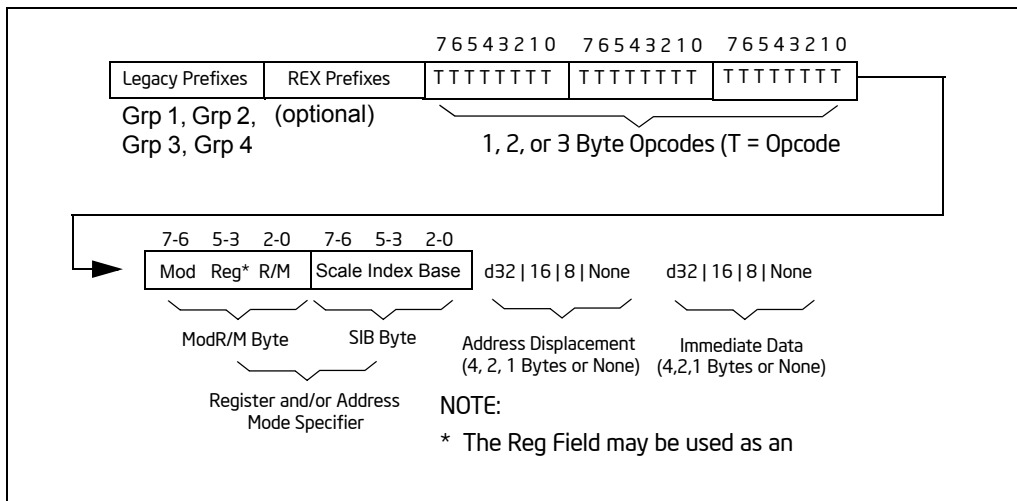 7 6 5 4 3 2 1 0 7 6 5 4 3 2 1 0 7 6 5 4 3 2 1 0
Legacy Prefixes REX Prefixes T T T T T T T T T T T T T T T T T T T T T T T T
Grp 1, Grp 2, (optional)
Grp 3, Grp 4
1, 2, or 3 Byte Opcodes (T = Opcode
7-6 5-3 2-0 7-6 5-3 2-0
Mod Reg* R/M Scale Index Base d32 | 16 | 8 | None d32 | 16 | 8 | None
ModR/M Byte SIB Byte Address Displacement Immediate Data
(4, 2, 1 Bytes or None) (4,2,1 Bytes or None)
Register and/or Address
Mode Specifier
NOTE:
* The Reg Field may be used as an